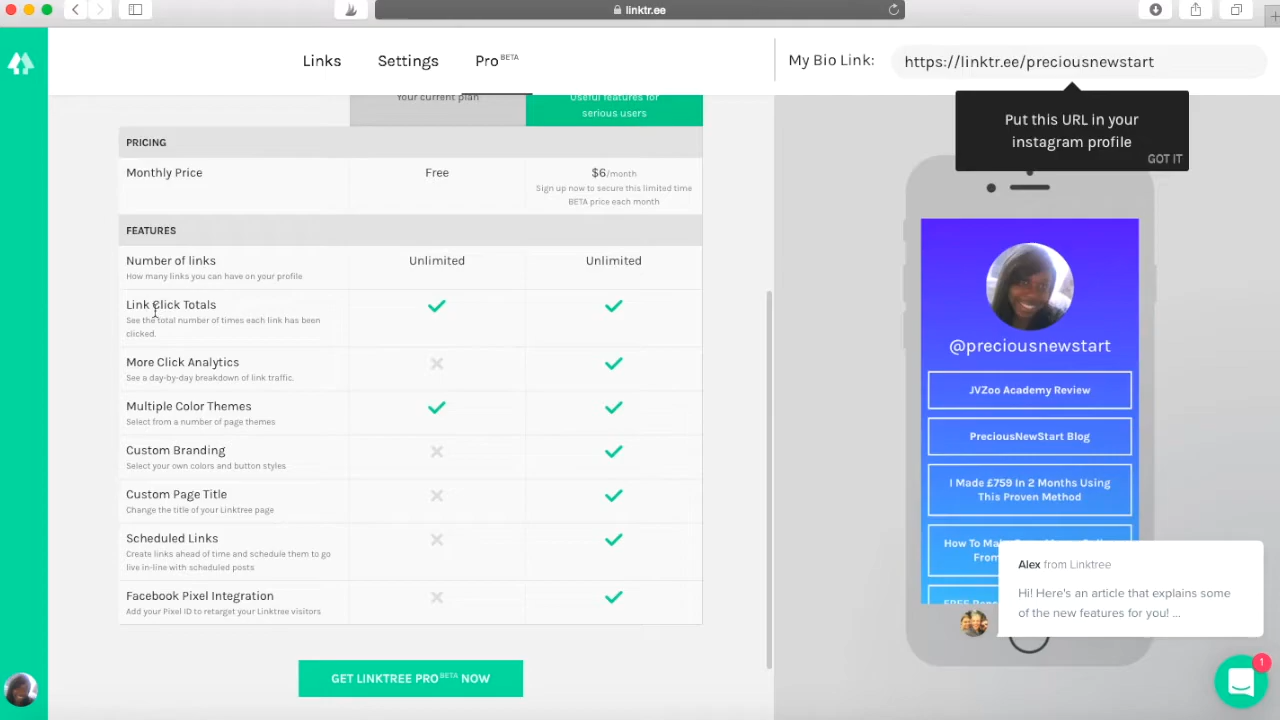 linktr.ee
Links
Settings
Pro BETA
My Bio Link:
https://linktr.ee/preciousnewstart
Put this URL in your
instagram profile
GOT IT
Your current plan
Useful features for
serious users
PRICING
Monthly Price
Free
$6/month
Sign up now to secure this limited time
BETA price each month
FEATURES
Number of links
How many links you can have on your profile
Unlimited
Unlimited
Link Click Totals
See the total number of times each link has been
clicked.
More Click Analytics
See a day-by-day breakdown of link traffic.
Multiple Color Themes
Select from a number of page themes
Custom Branding
Select your own colors and button styles
Custom Page Title
Change the title of your Linktree page
Scheduled Links
Create links ahead of time and schedule them to go
live in-line with scheduled posts
Facebook Pixel Integration
Add your Pixel ID to retarget your Linktree visitors
GET LINKTREE PRO BETA NOW
@preciousnewstart
JVZoo Academy Review
PreciousNewStart Blog
I Made £759 In 2 Months Using
This Proven Method
How To Ma
From
FREE
Alex from Linktree
Hi! Here's an article that explains some
of the new features for you! ...
1